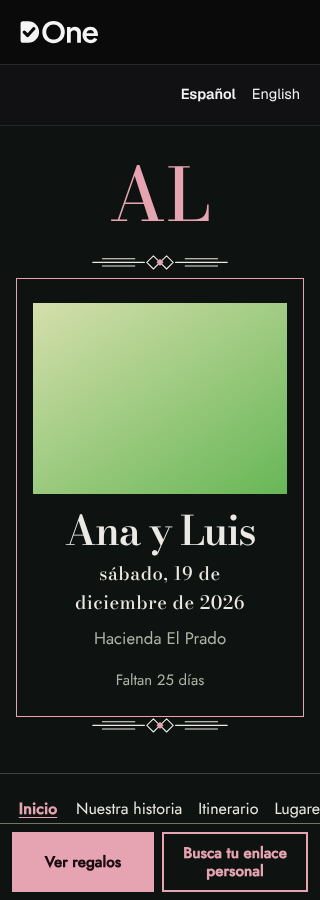 One
Español English
AL
Ana y Luis
sábado, 19 de
diciembre de 2026
Hacienda El Prado
Faltan 25 días
Inicio Nuestra historia Itinerario Lugare
Ver regalos
Busca tu enlace
personal